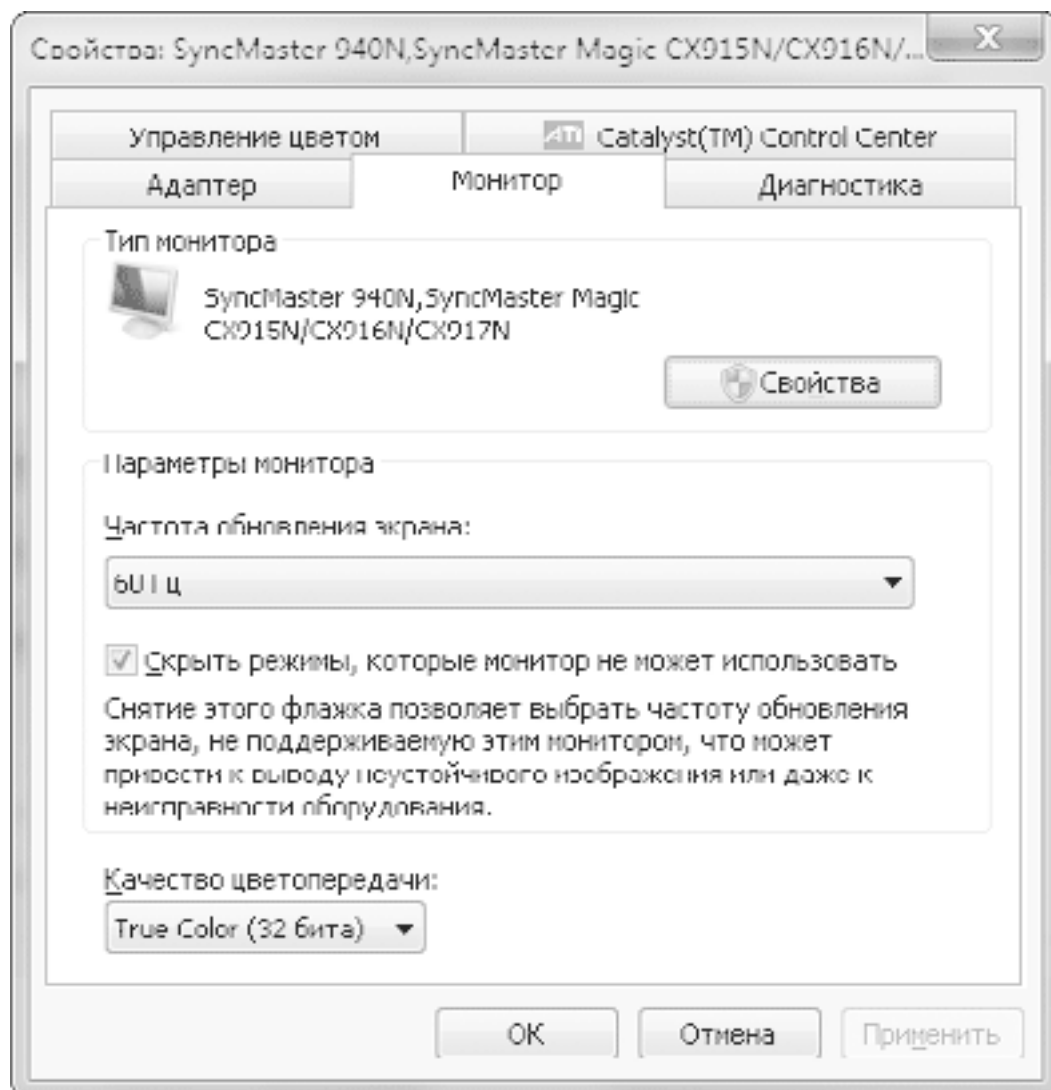 Свойства: SyncMaster 940N,SyncMaster Magic CX915N/CX916N/...
Управление цветом
ATI Catalyst(TM) Control Center
Адаптер
Монитор
Диагностика
Тип монитора
SyncMaster 940N,SyncMaster Magic
CX915N/CX916N/CX917N
Свойства
Параметры монитора
Частота обновления экрана:
60 Гц
Скрыть режимы, которые монитор не может использовать
Снятие этого флажка позволяет выбрать частоту обновления
экрана, не поддерживаемую этим монитором, что может
привести к выводу неустойчивого изображения или даже к
неисправности оборудования.
Качество цветопередачи:
True Color (32 бита)
ОК
Отмена
Применить